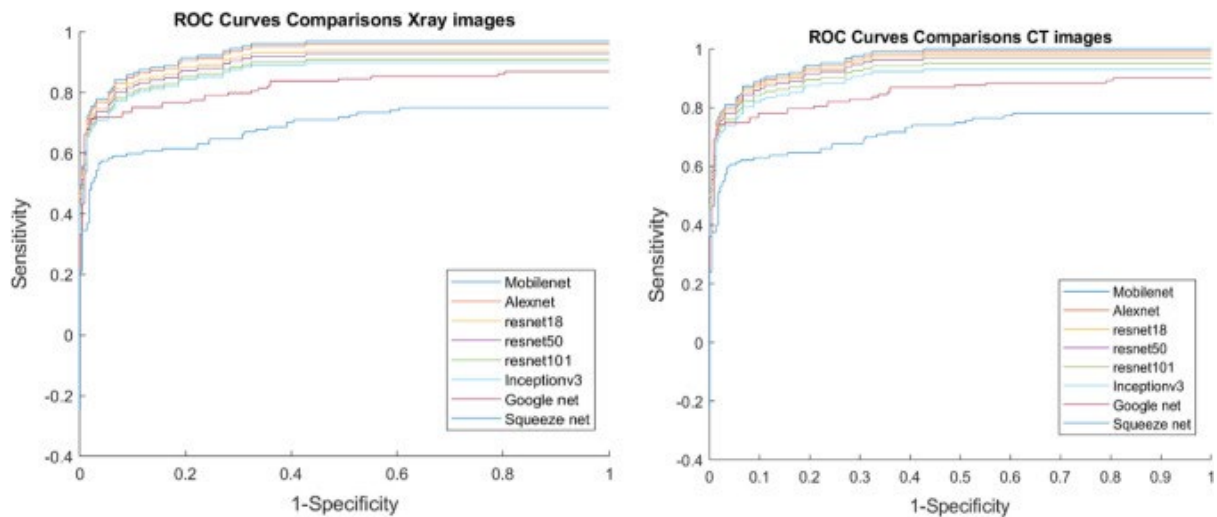 ROC Curves Comparisons Xray images
1
0.8
0.6
0.4
0.2
0
-0.2
-0.4
Sensitivity
Mobilenet
Alexnet
resnet18
resnet50
resnet101
Inceptionv3
Google net
Squeeze net
0 0.2 0.4 0.6 0.8 1
1-Specificity
ROC Curves Comparisons CT images
1
0.8
0.6
0.4
0.2
0
-0.2
-0.4
Sensitivity
Mobilenet
Alexnet
resnet18
resnet50
resnet101
Inceptionv3
Google net
Squeeze net
0 0.1 0.2 0.3 0.4 0.5 0.6 0.7 0.8 0.9 1
1-Specificity